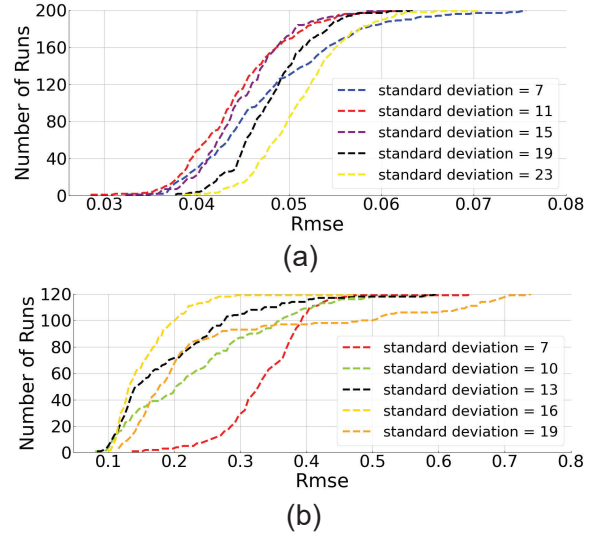 200
160
120
80
40
0
Number of Runs
standard deviation = 7
standard deviation = 11
standard deviation = 15
standard deviation = 19
standard deviation = 23
0.03 0.04 0.05 0.06 0.07 0.08
Rmse
(a)
120
100
80
60
40
20
0
Number of Runs
standard deviation = 7
standard deviation = 10
standard deviation = 13
standard deviation = 16
standard deviation = 19
0.1 0.2 0.3 0.4 0.5 0.6 0.7 0.8
Rmse
(b)